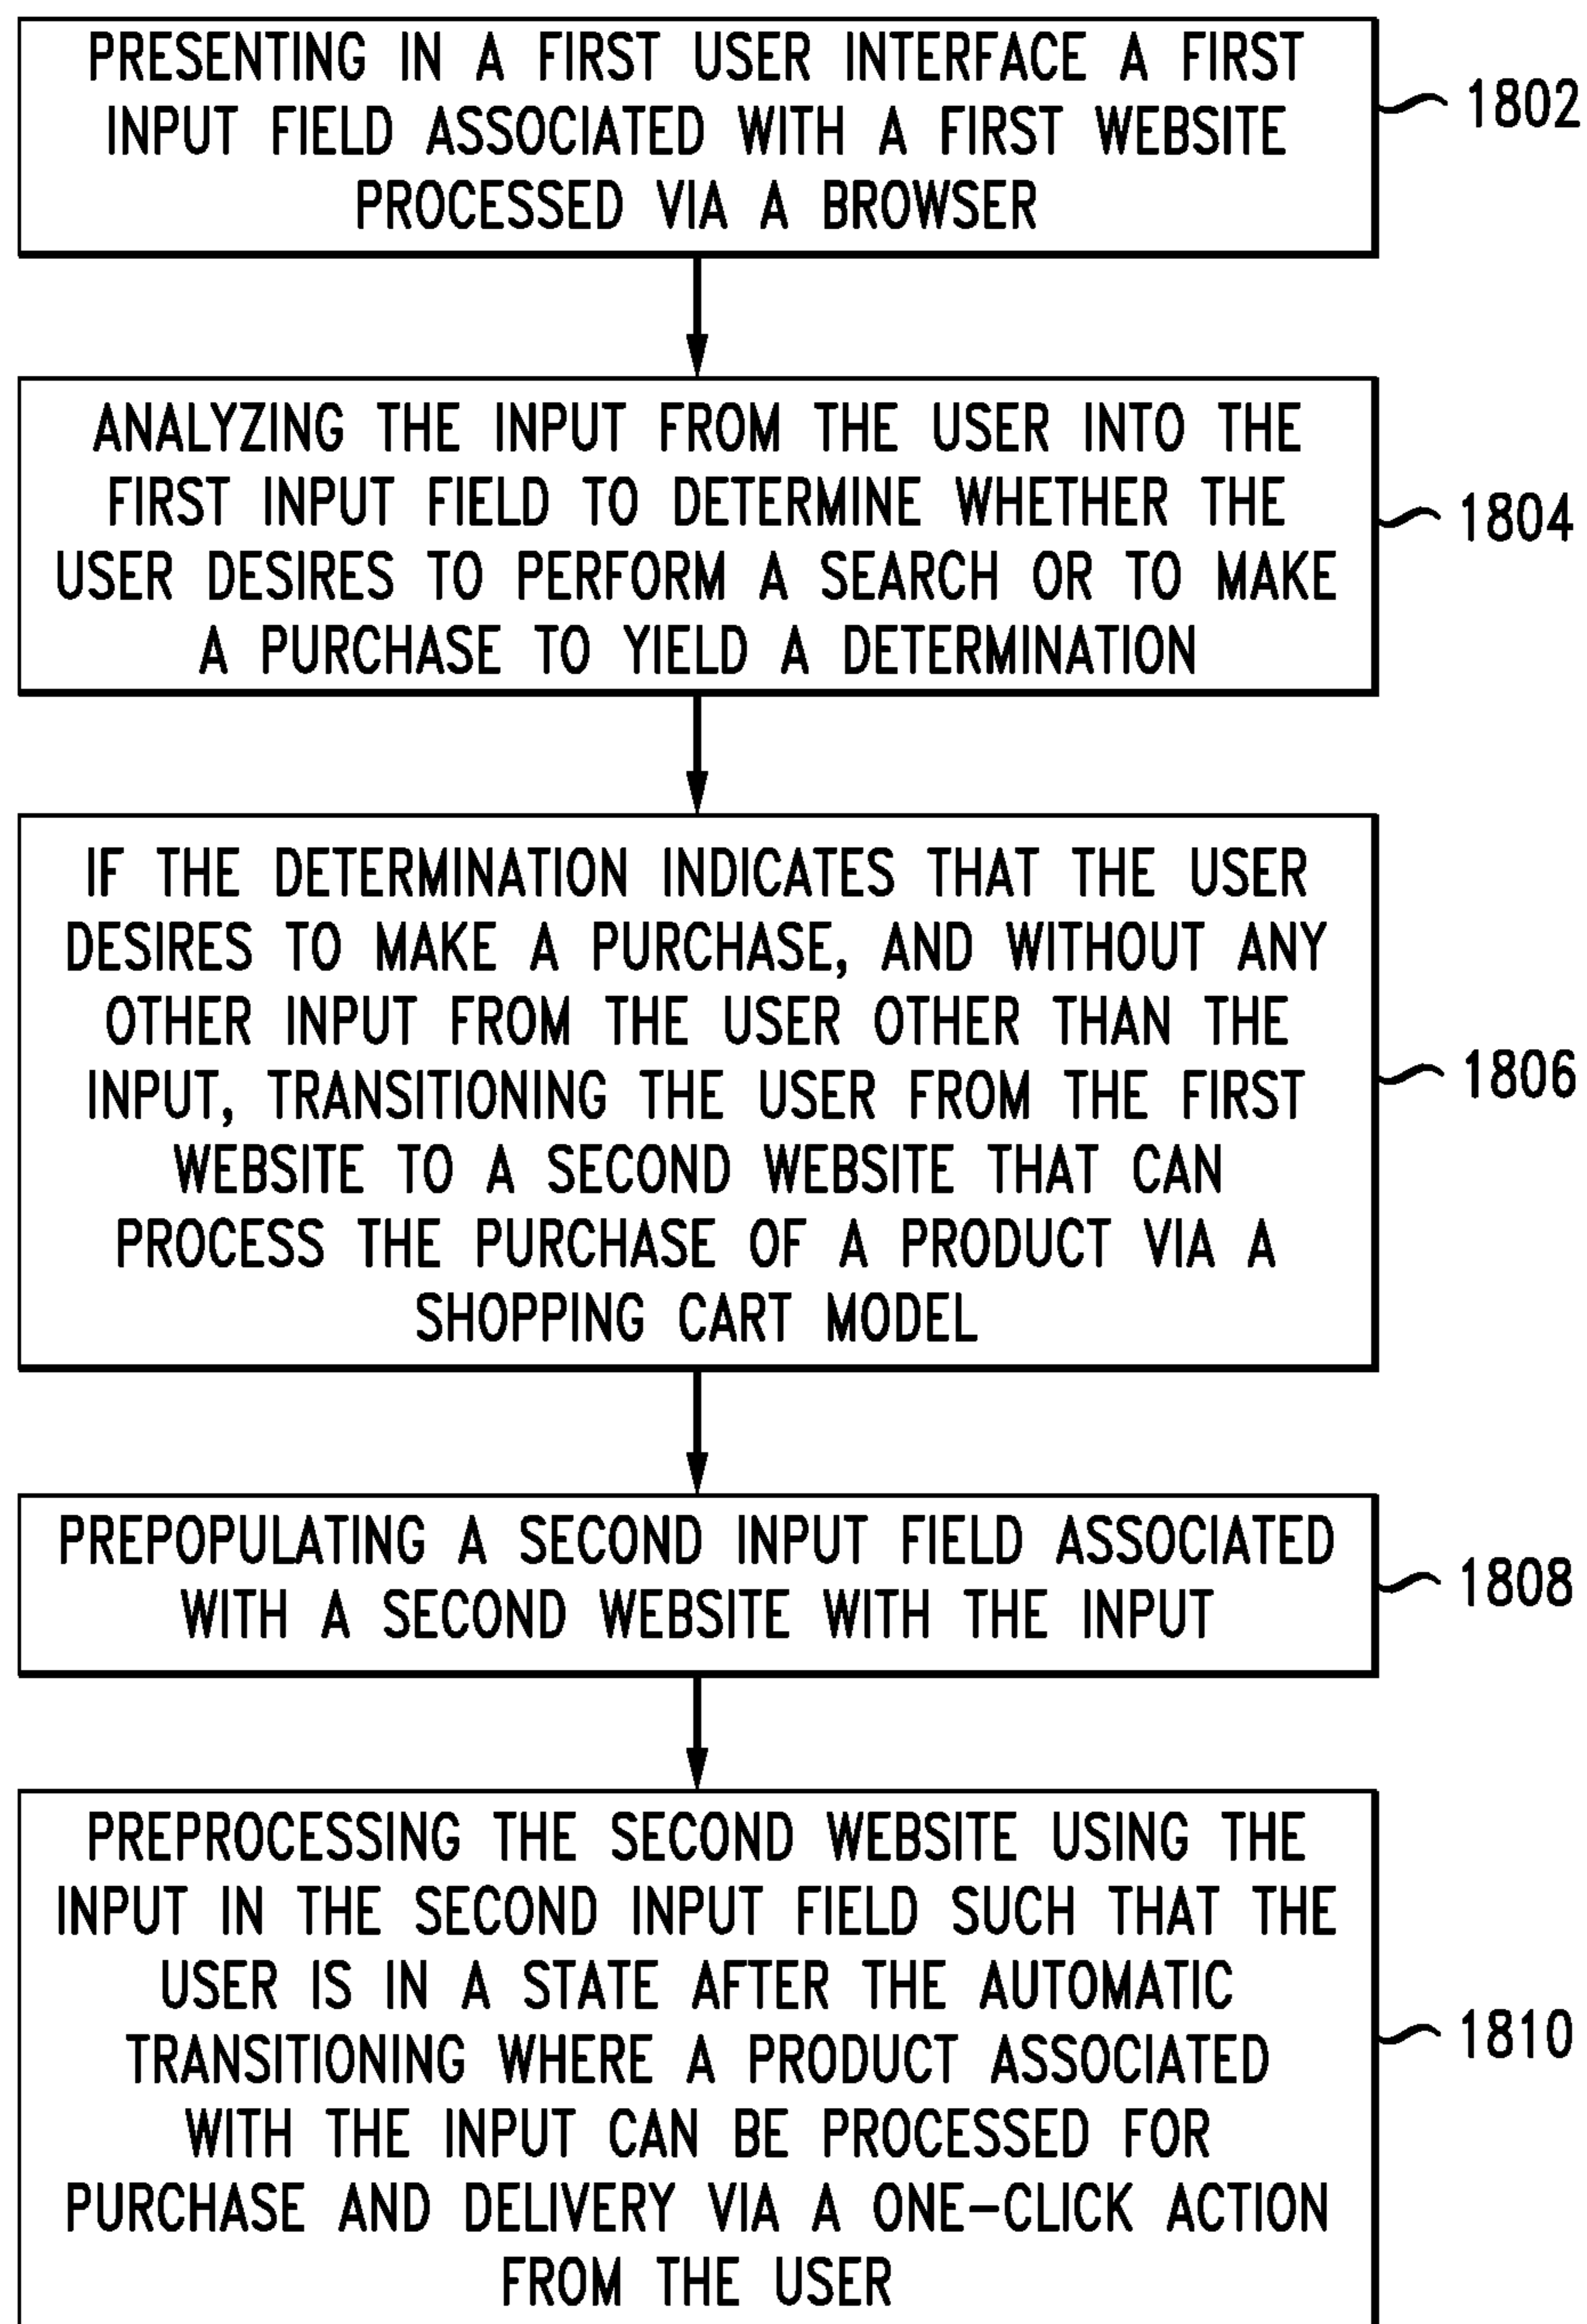 PRESENTING IN A FIRST USER INTERFACE A FIRST
INPUT FIELD ASSOCIATED WITH A FIRST WEBSITE
PROCESSED VIA A BROWSER
1802
ANALYZING THE INPUT FROM THE USER INTO THE
FIRST INPUT FIELD TO DETERMINE WHETHER THE
USER DESIRES TO PERFORM A SEARCH OR TO MAKE
A PURCHASE TO YIELD A DETERMINATION
1804
IF THE DETERMINATION INDICATES THAT THE USER
DESIRES TO MAKE A PURCHASE, AND WITHOUT ANY
OTHER INPUT FROM THE USER OTHER THAN THE
INPUT, TRANSITIONING THE USER FROM THE FIRST
WEBSITE TO A SECOND WEBSITE THAT CAN
PROCESS THE PURCHASE OF A PRODUCT VIA A
SHOPPING CART MODEL
1806
PREPOPULATING A SECOND INPUT FIELD ASSOCIATED
WITH A SECOND WEBSITE WITH THE INPUT
1808
PREPROCESSING THE SECOND WEBSITE USING THE
INPUT IN THE SECOND INPUT FIELD SUCH THAT THE
USER IS IN A STATE AFTER THE AUTOMATIC
TRANSITIONING WHERE A PRODUCT ASSOCIATED
WITH THE INPUT CAN BE PROCESSED FOR
PURCHASE AND DELIVERY VIA A ONE-CLICK ACTION
FROM THE USER
1810